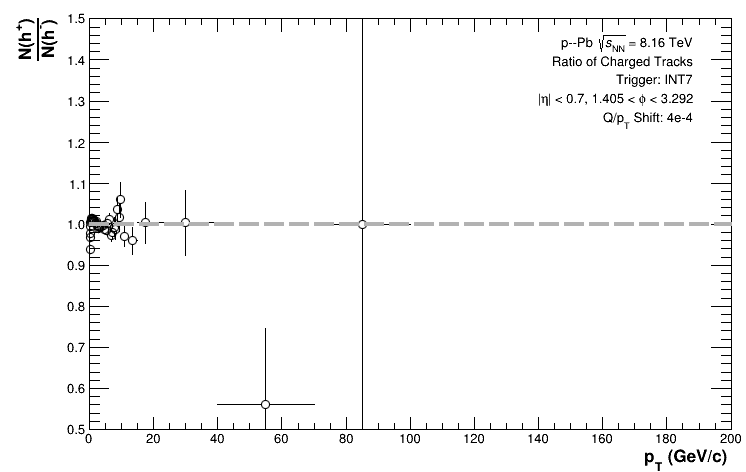 N(h⁺)
N(h⁻)
1.5
1.4
1.3
1.2
1.1
1.0
0.9
0.8
0.7
0.6
0.5
p--Pb √s_NN = 8.16 TeV
Ratio of Charged Tracks
Trigger: INT7
|η| < 0.7, 1.405 < φ < 3.292
Q/p_T Shift: 4e-4
0 20 40 60 80 100 120 140 160 180 200
p_T (GeV/c)